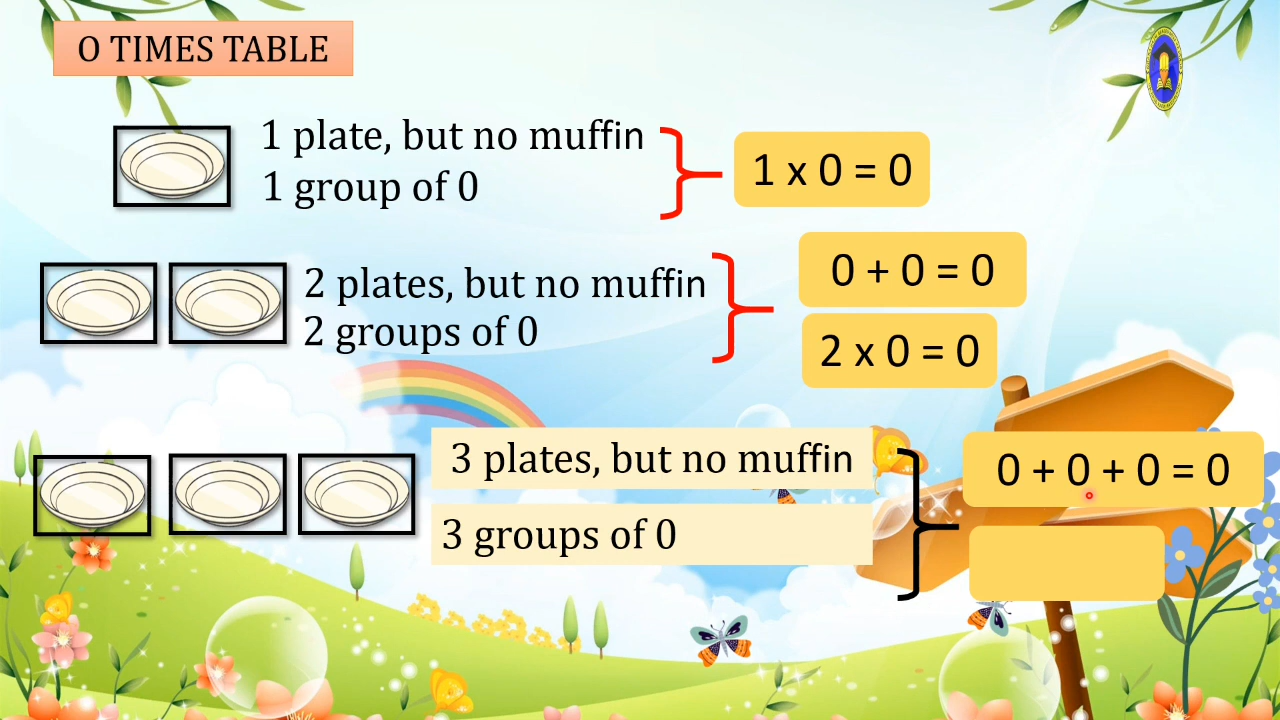 O TIMES TABLE
1 plate, but no muffin
1 group of 0
1 x 0 = 0
2 plates, but no muffin
2 groups of 0
0 + 0 = 0
2 x 0 = 0
3 plates, but no muffin
3 groups of 0
0 + 0 + 0 = 0